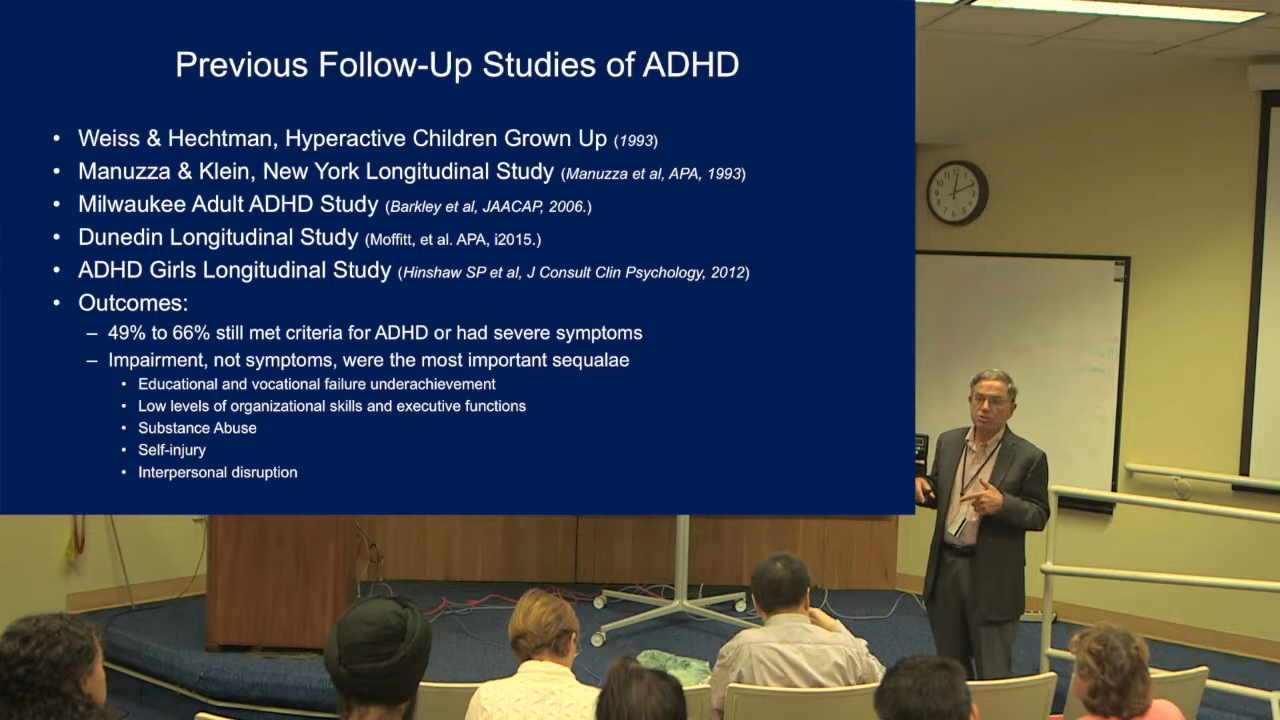 Previous Follow-Up Studies of ADHD
• Weiss & Hechtman, Hyperactive Children Grown Up (1993)
• Manuzza & Klein, New York Longitudinal Study (Manuzza et al, APA, 1993)
• Milwaukee Adult ADHD Study (Barkley et al, JAACAP, 2006.)
• Dunedin Longitudinal Study (Moffitt, et al. APA, i2015.)
• ADHD Girls Longitudinal Study (Hinshaw SP et al, J Consult Clin Psychology, 2012)
• Outcomes:
– 49% to 66% still met criteria for ADHD or had severe symptoms
– Impairment, not symptoms, were the most important sequalae
• Educational and vocational failure underachievement
• Low levels of organizational skills and executive functions
• Substance Abuse
• Self-injury
• Interpersonal disruption